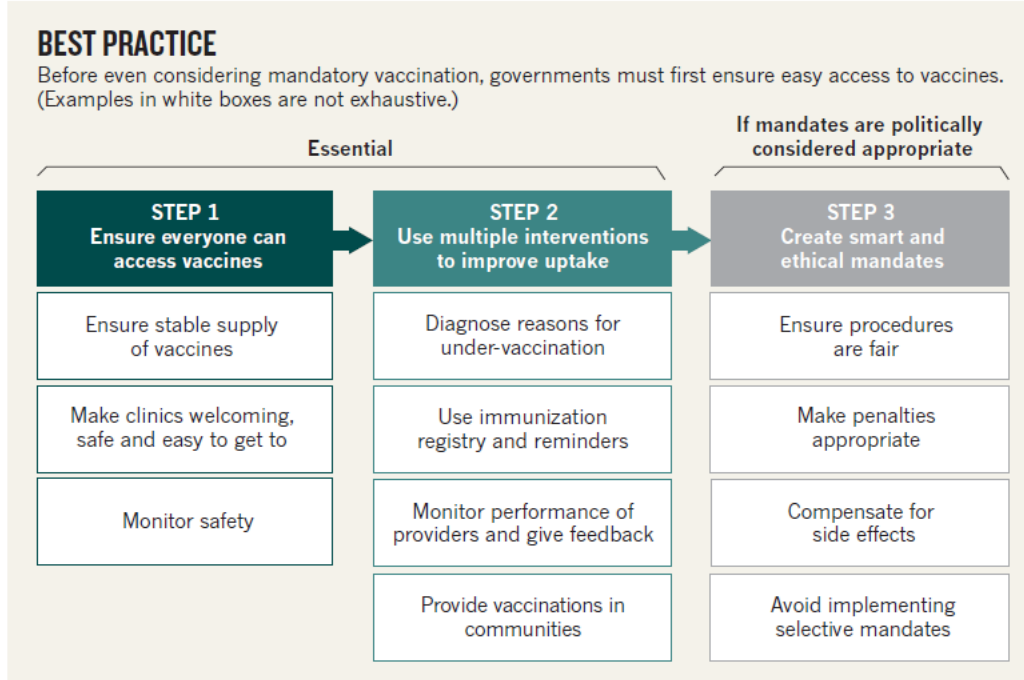 BEST PRACTICE
Before even considering mandatory vaccination, governments must first ensure easy access to vaccines.
(Examples in white boxes are not exhaustive.)
Essential
If mandates are politically
considered appropriate
STEP 1
Ensure everyone can
access vaccines
Ensure stable supply
of vaccines
Make clinics welcoming,
safe and easy to get to
Monitor safety
STEP 2
Use multiple interventions
to improve uptake
Diagnose reasons for
under-vaccination
Use immunization
registry and reminders
Monitor performance of
providers and give feedback
Provide vaccinations in
communities
STEP 3
Create smart and
ethical mandates
Ensure procedures
are fair
Make penalties
appropriate
Compensate for
side effects
Avoid implementing
selective mandates